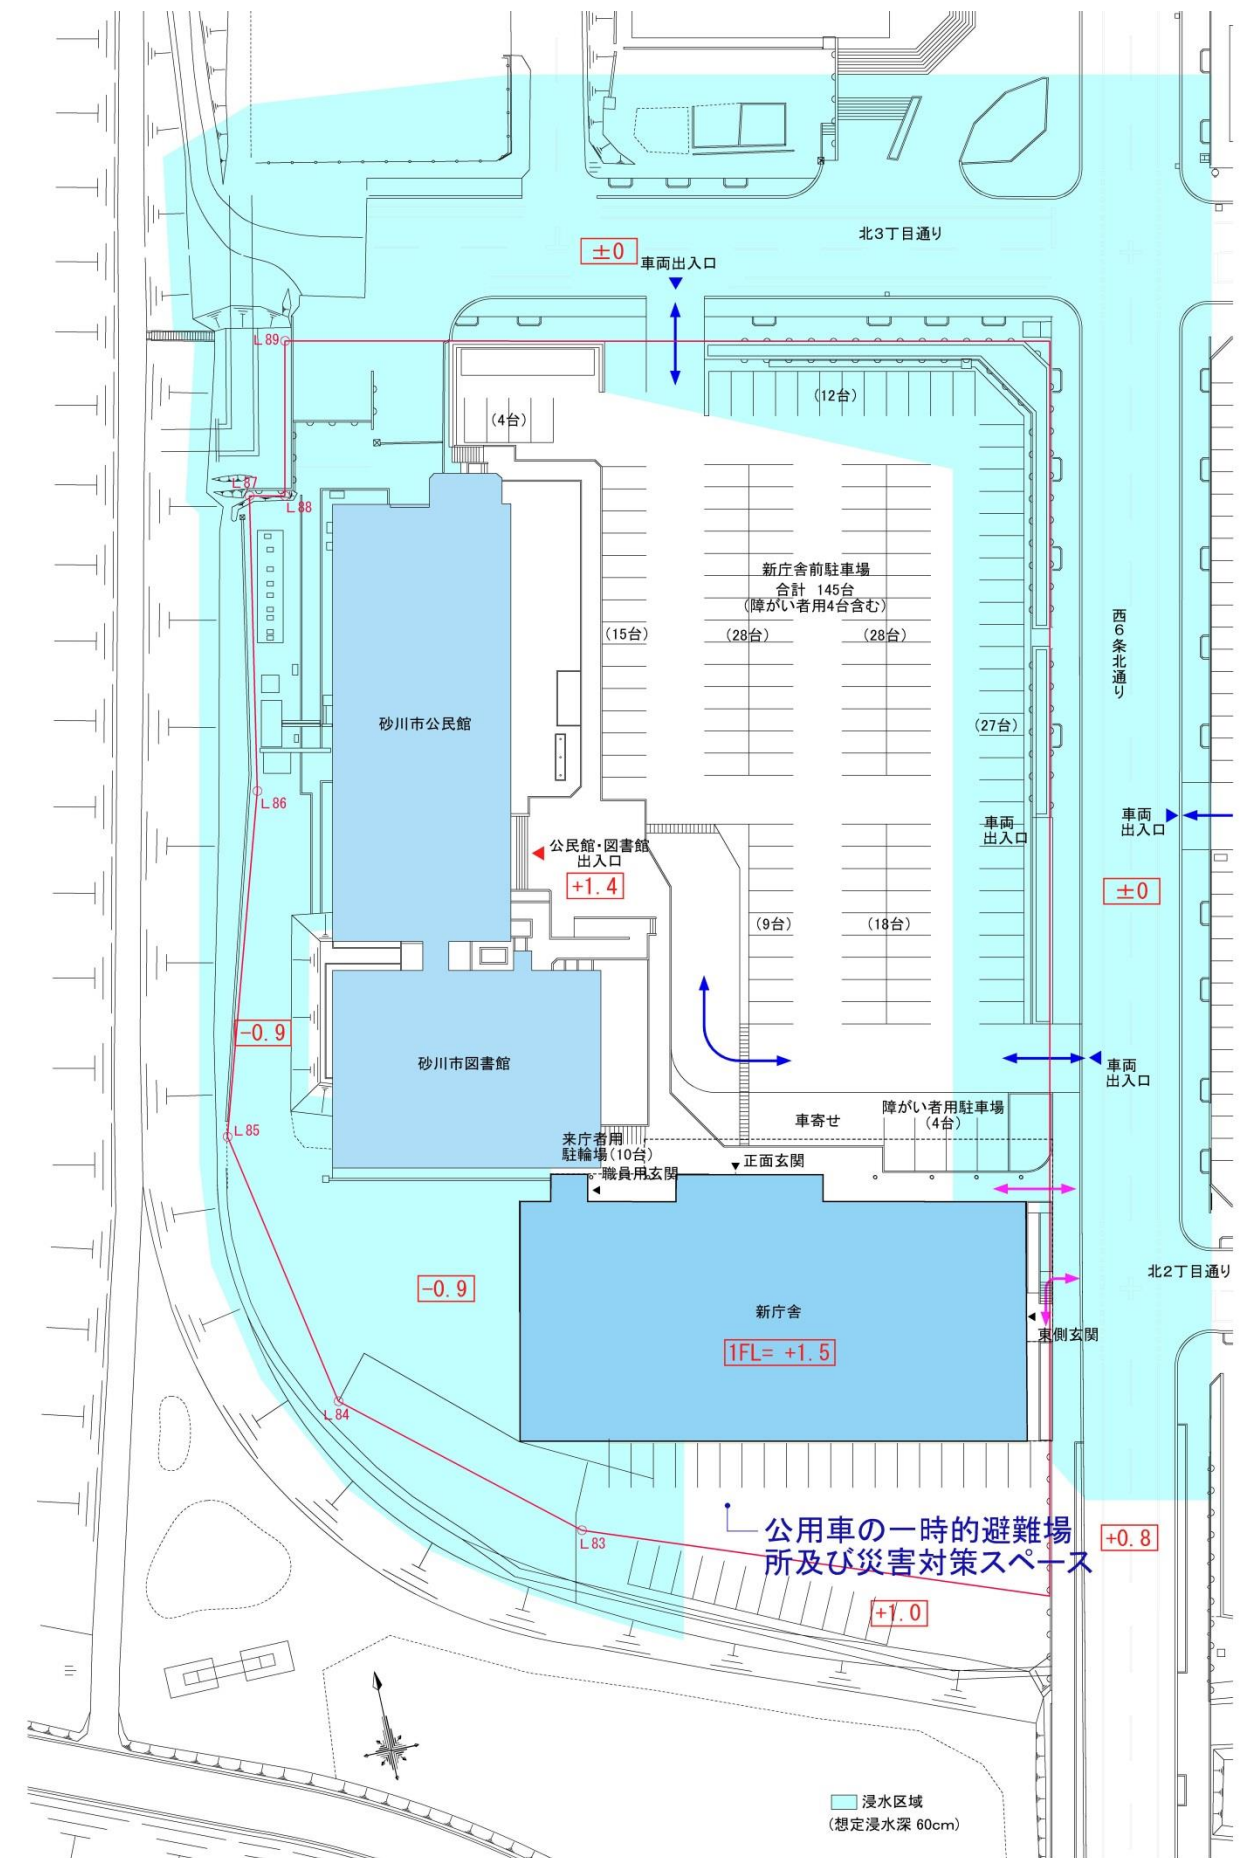 北3丁目通り
±0
車両出入口
L89
(12台)
(4台)
L87
L88
新庁舎前駐車場
合計 145台
(障がい者用4台含む)
(15台)
(28台)
(28台)
西6条北通り
砂川市公民館
(27台)
L86
車両
出入口
車両
出入口
公民館・図書館
出入口
+1.4
±0
(9台)
(18台)
-0.9
砂川市図書館
車両
出入口
障がい者用駐車場
(4台)
車寄せ
L85
来庁者用
駐輪場(10台)
正面玄関
職員用玄関
北2丁目通り
-0.9
新庁舎
東側玄関
1FL= +1.5
L84
公用車の一時的避難場
所及び災害対策スペース
L83
+0.8
+1.0
浸水区域
(想定浸水深 60cm)